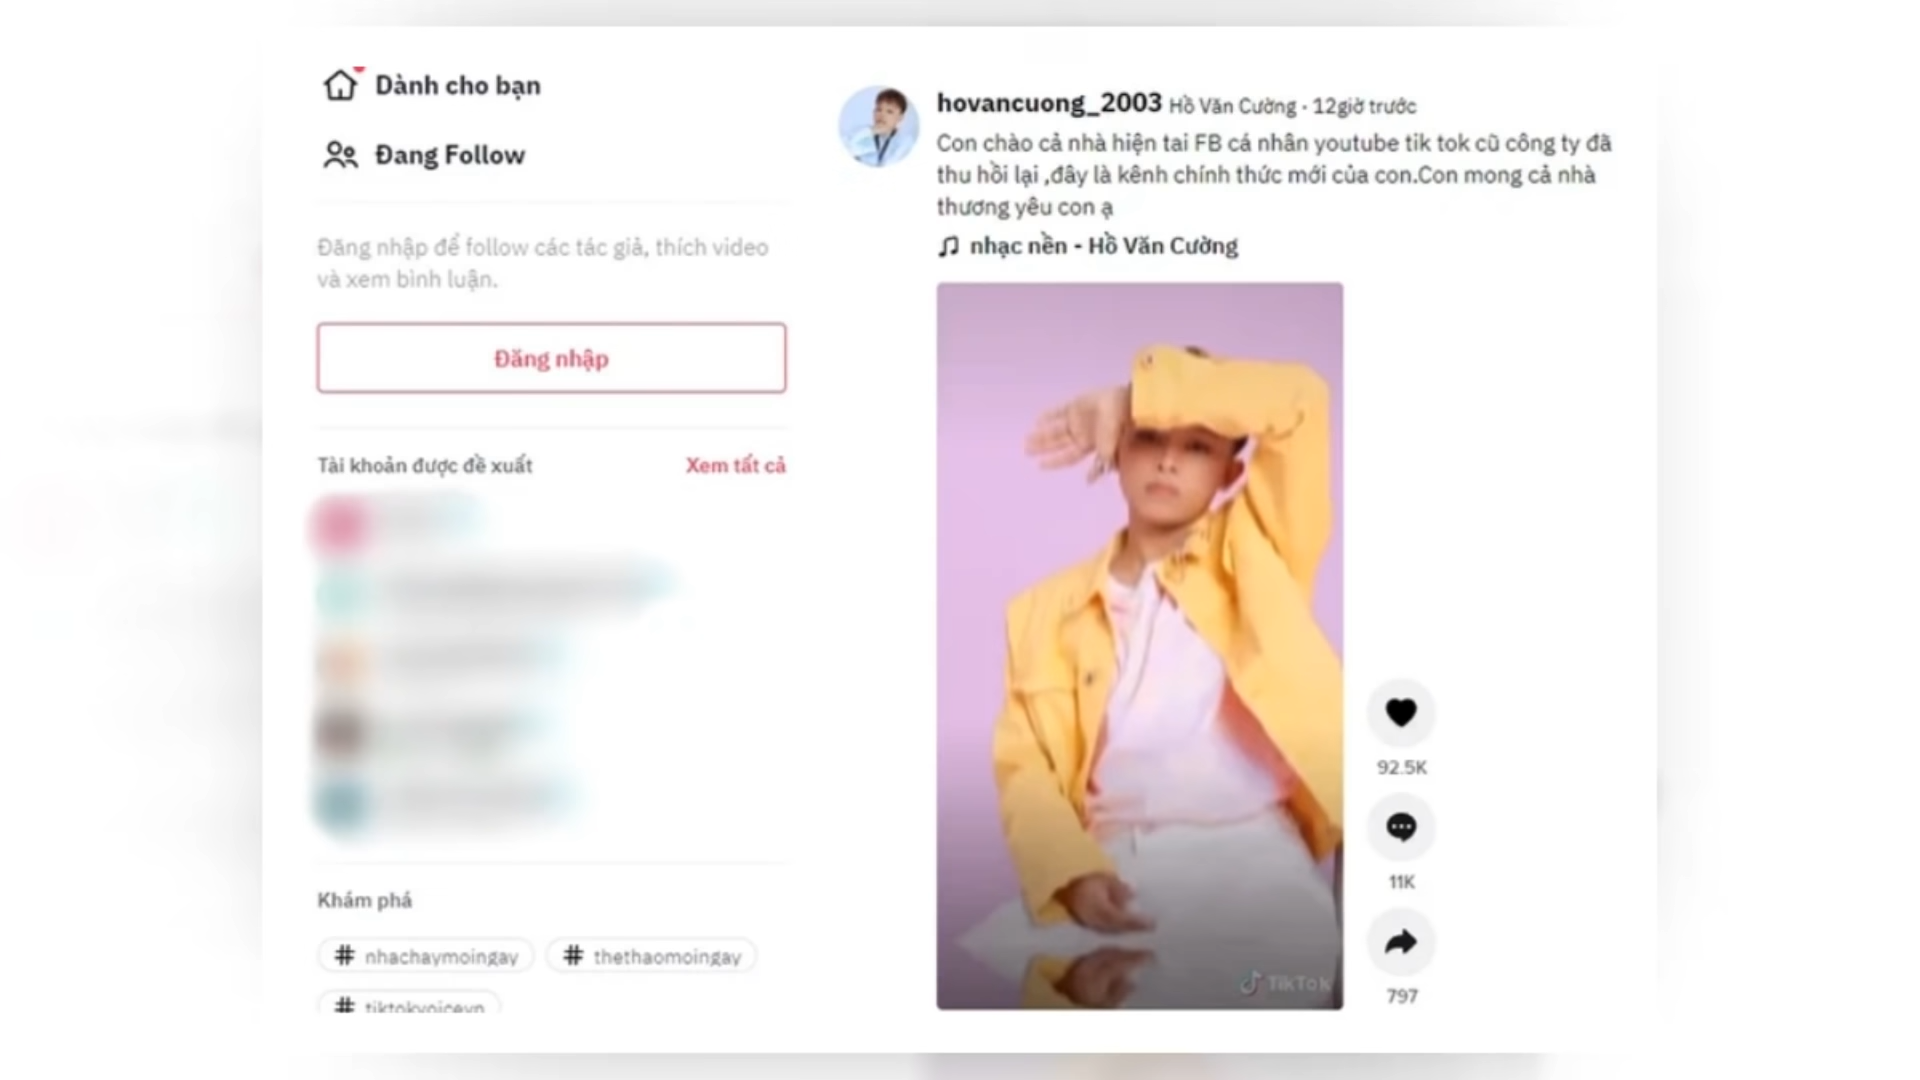 Dành cho bạn
Đang Follow
Đăng nhập để follow các tác giả, thích video
và xem bình luận.
Đăng nhập
Tài khoản được đề xuất
Xem tất cả
Khám phá
# nhachaymoingay
# thethaomoingay
# tiktokvoicevn
hovancuong_2003 Hồ Văn Cường · 12giờ trước
Con chào cả nhà hiện tai FB cá nhân youtube tik tok cũ công ty đã
thu hồi lại ,đây là kênh chính thức mới của con.Con mong cả nhà
thương yêu con ạ
nhạc nền - Hồ Văn Cường
TikTok
92.5K
11K
797